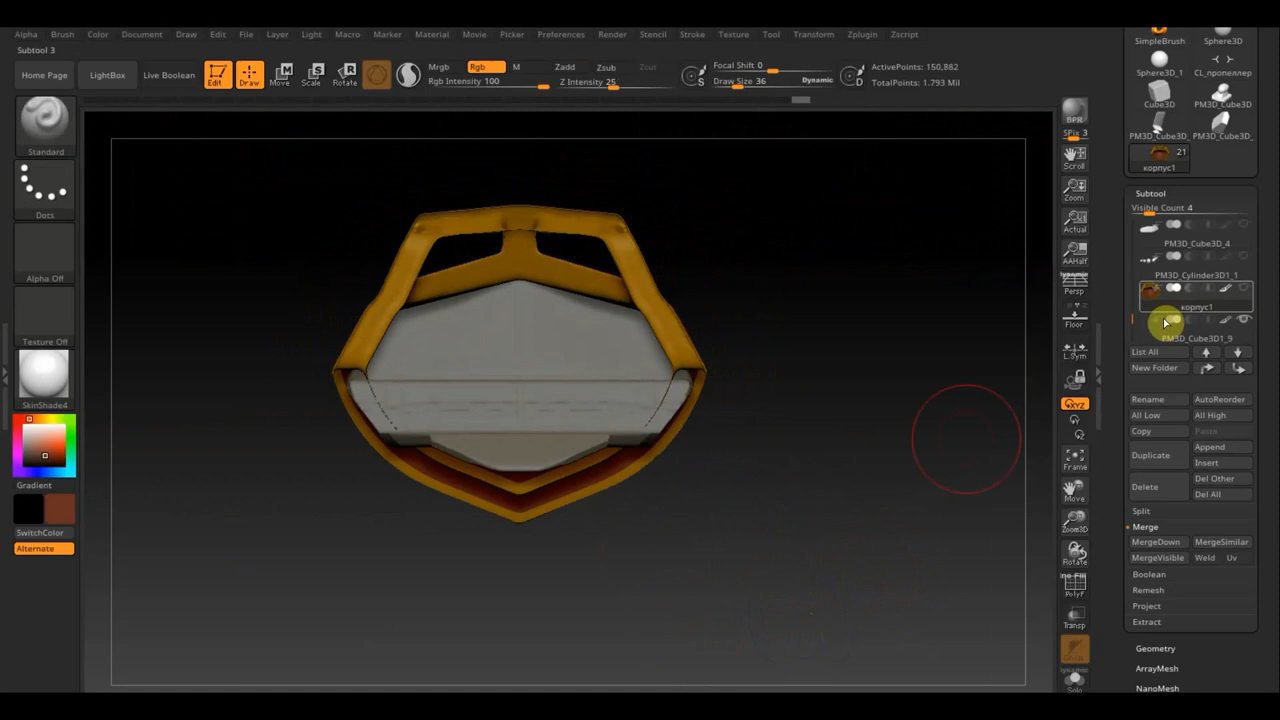 Alpha Brush Color Document Draw Edit File Layer Light Macro Marker Material Movie Picker Preferences Render Stencil Stroke Texture Tool Transform Zplugin Zscript
Subtool 3
Home Page LightBox Live Boolean Edit Draw Move Scale Rotate
Mrgb Rgb M Zadd Zsub Zcut
Rgb Intensity 100 Z Intensity 25
Focal Shift 0
Draw Size 36 Dynamic
ActivePoints: 150,882
TotalPoints: 1.793 Mil
Standard
Dots
Alpha Off
Texture Off
SkinShade4
Gradient
SwitchColor
Alternate
BPR
SPix 3
Scroll
Zoom
Actual
AAHalf
Dynamic
Persp
Floor
L.Sym
XYZ
Frame
Move
Zoom3D
Rotate
PolyF
Transp
Solo
SimpleBrush Sphere3D
Sphere3D_1 CL_пропеллер
Cube3D PM3D_Cube3D
PM3D_Cube3D_ PM3D_Cube3D_
21
корпус1
Subtool
Visible Count 4
PM3D_Cube3D_4
PM3D_Cylinder3D1_1
корпус1
PM3D_Cube3D1_9
List All
New Folder
Rename AutoReorder
All Low All High
Copy Paste
Duplicate Append
Insert
Delete Del Other
Del All
Split
Merge
MergeDown MergeSimilar
MergeVisible Weld Uv
Boolean
Remesh
Project
Extract
Geometry
ArrayMesh
NanoMesh